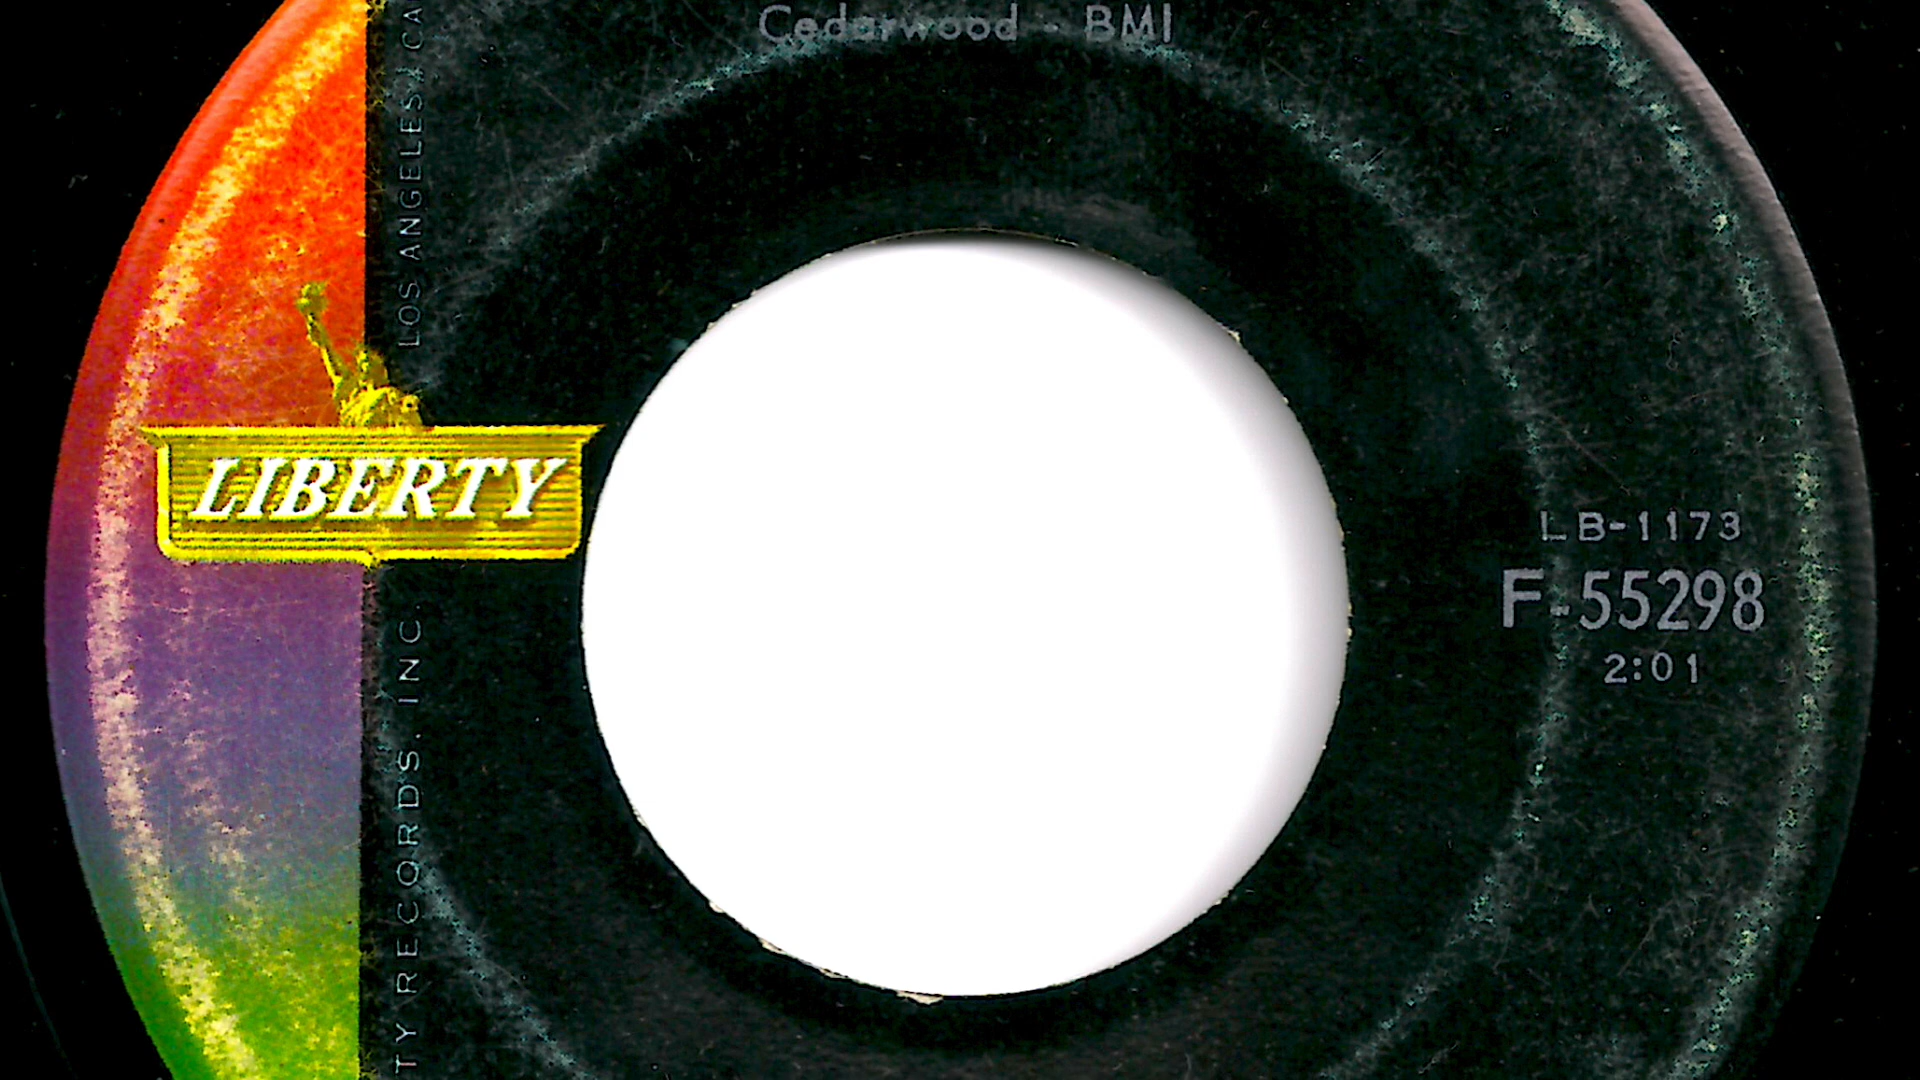 Cedarwood - BMI
LIBERTY
LB-1173
F-55298
2:01
TY RECORDS, INC.
LOS ANGELES, CA